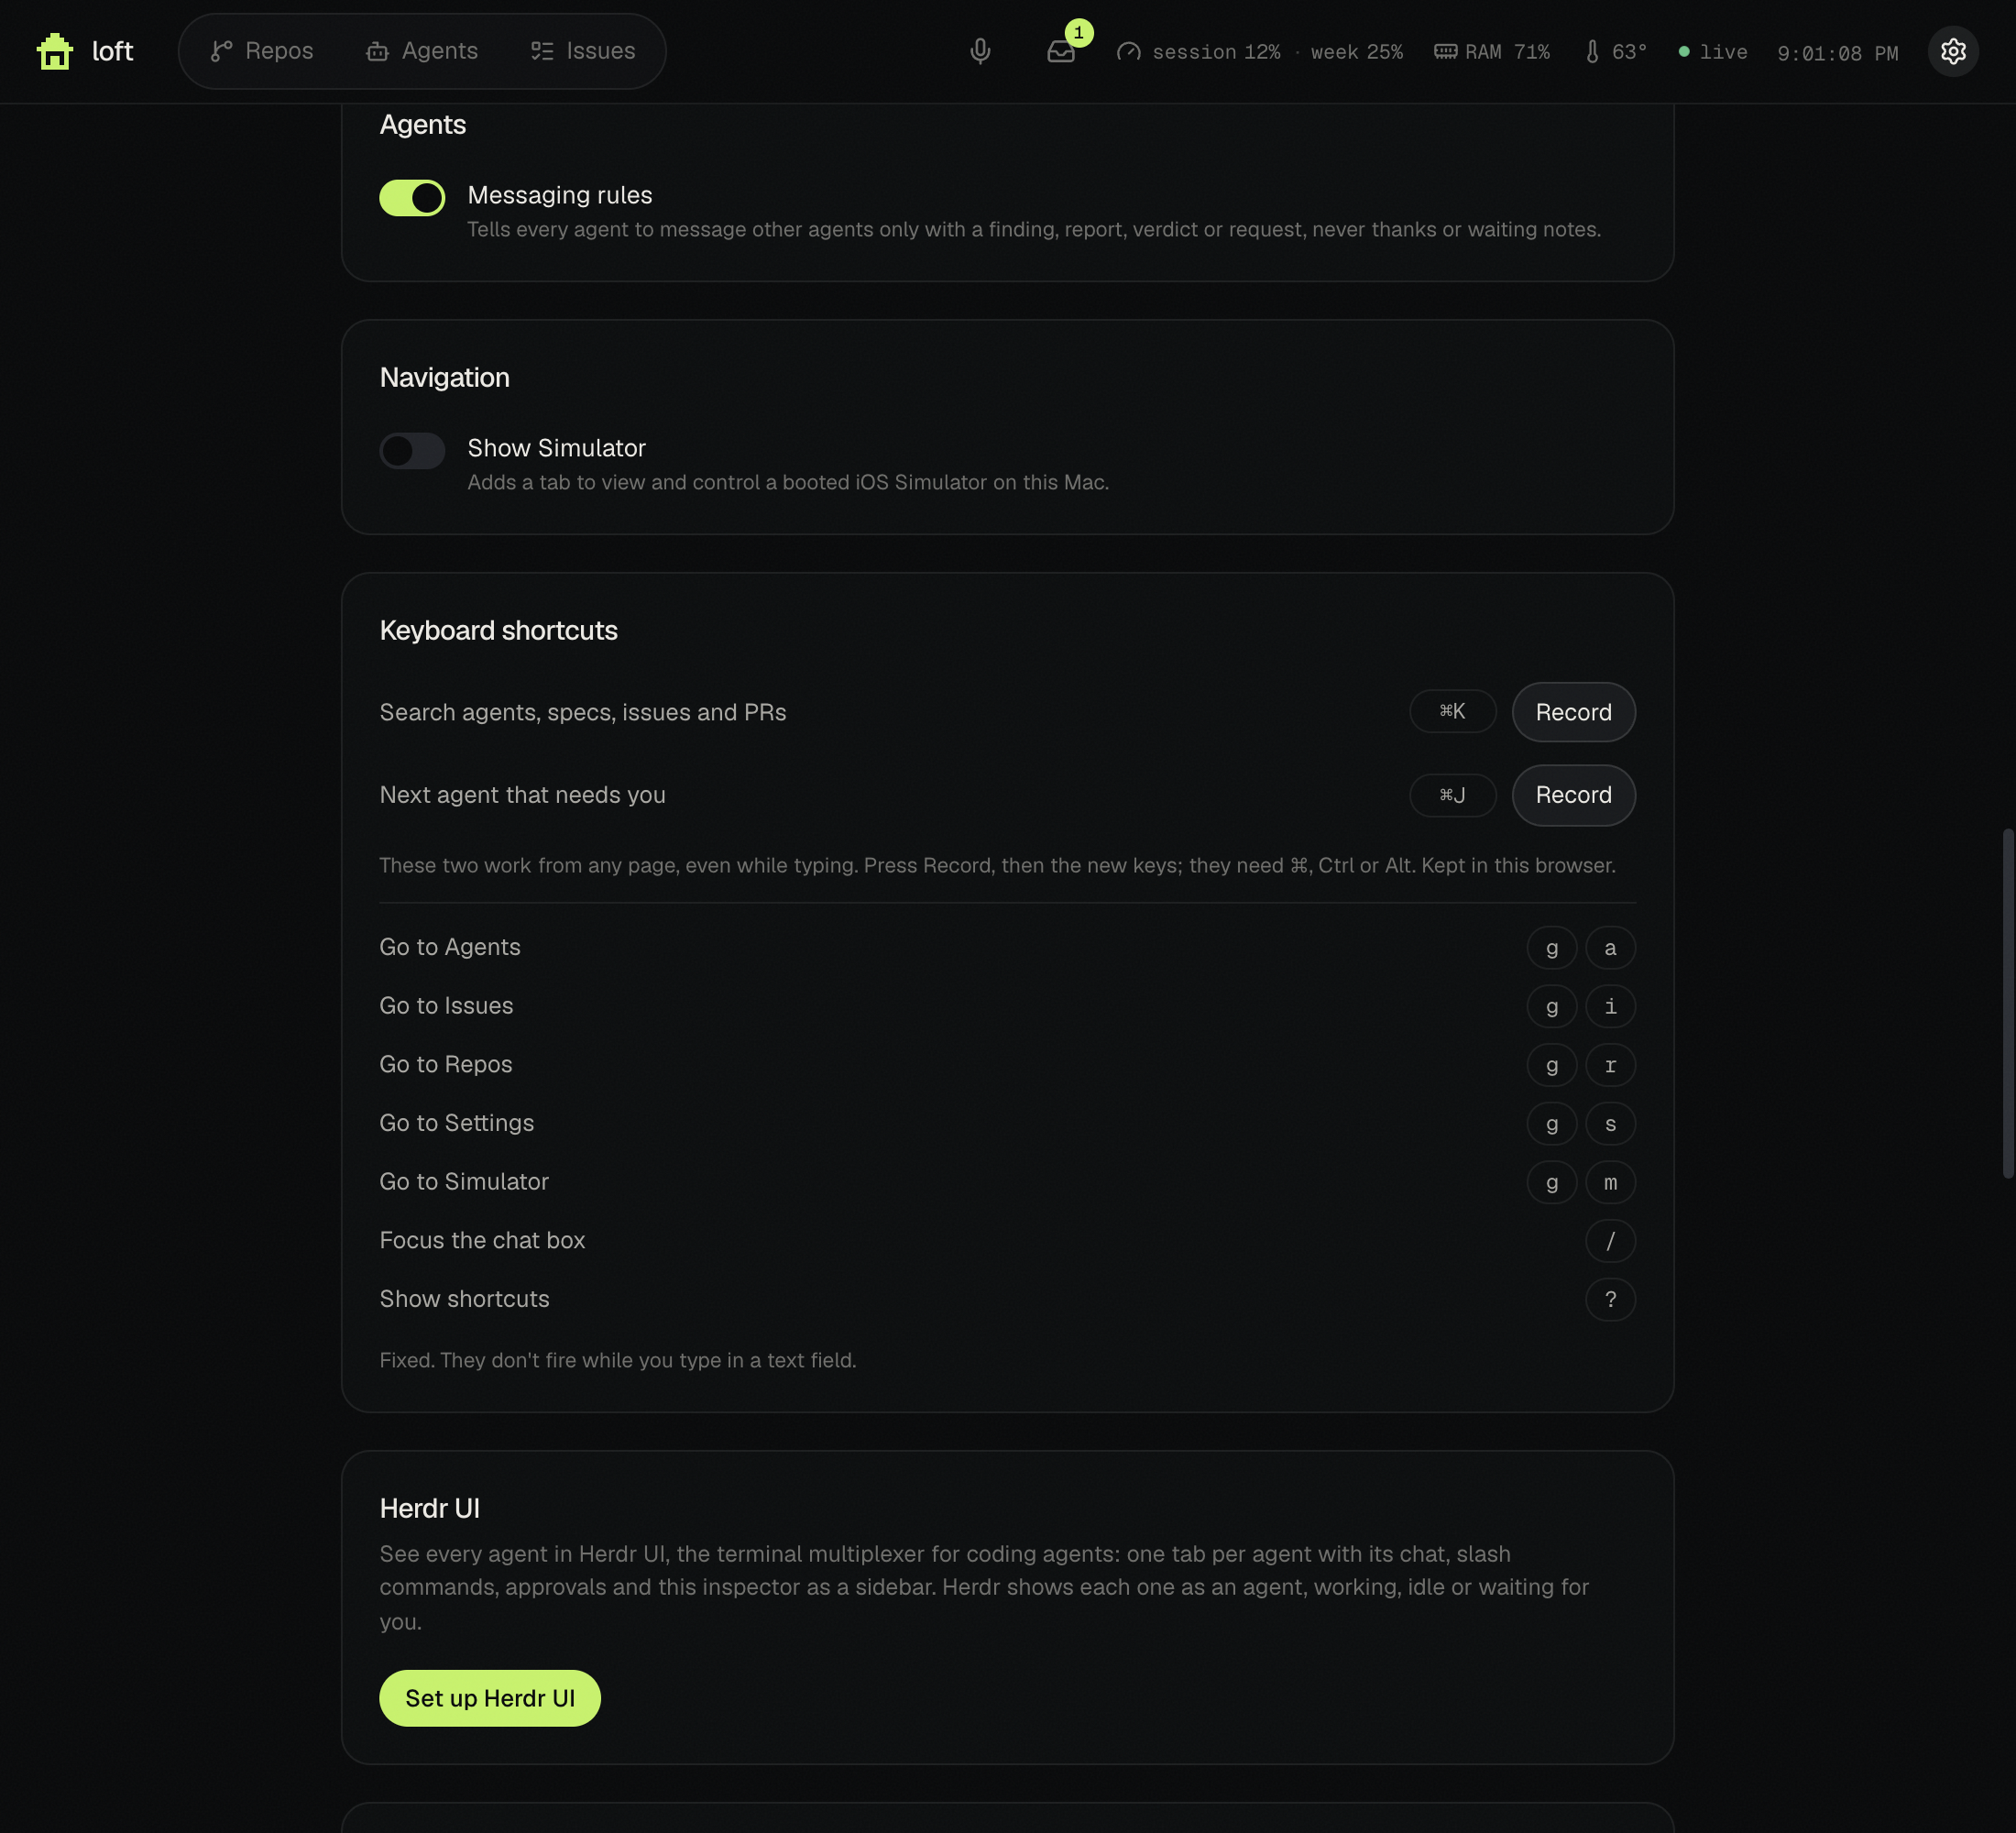 loft
Repos
Agents
Issues
1
session 12% · week 25%
RAM 71%
63°
live
9:01:08 PM
Agents
Messaging rules
Tells every agent to message other agents only with a finding, report, verdict or request, never thanks or waiting notes.
Navigation
Show Simulator
Adds a tab to view and control a booted iOS Simulator on this Mac.
Keyboard shortcuts
Search agents, specs, issues and PRs ⌘K Record
Next agent that needs you ⌘J Record
These two work from any page, even while typing. Press Record, then the new keys; they need ⌘, Ctrl or Alt. Kept in this browser.
Go to Agents g a
Go to Issues g i
Go to Repos g r
Go to Settings g s
Go to Simulator g m
Focus the chat box /
Show shortcuts ?
Fixed. They don't fire while you type in a text field.
Herdr UI
See every agent in Herdr UI, the terminal multiplexer for coding agents: one tab per agent with its chat, slash
commands, approvals and this inspector as a sidebar. Herdr shows each one as an agent, working, idle or waiting for
you.
Set up Herdr UI